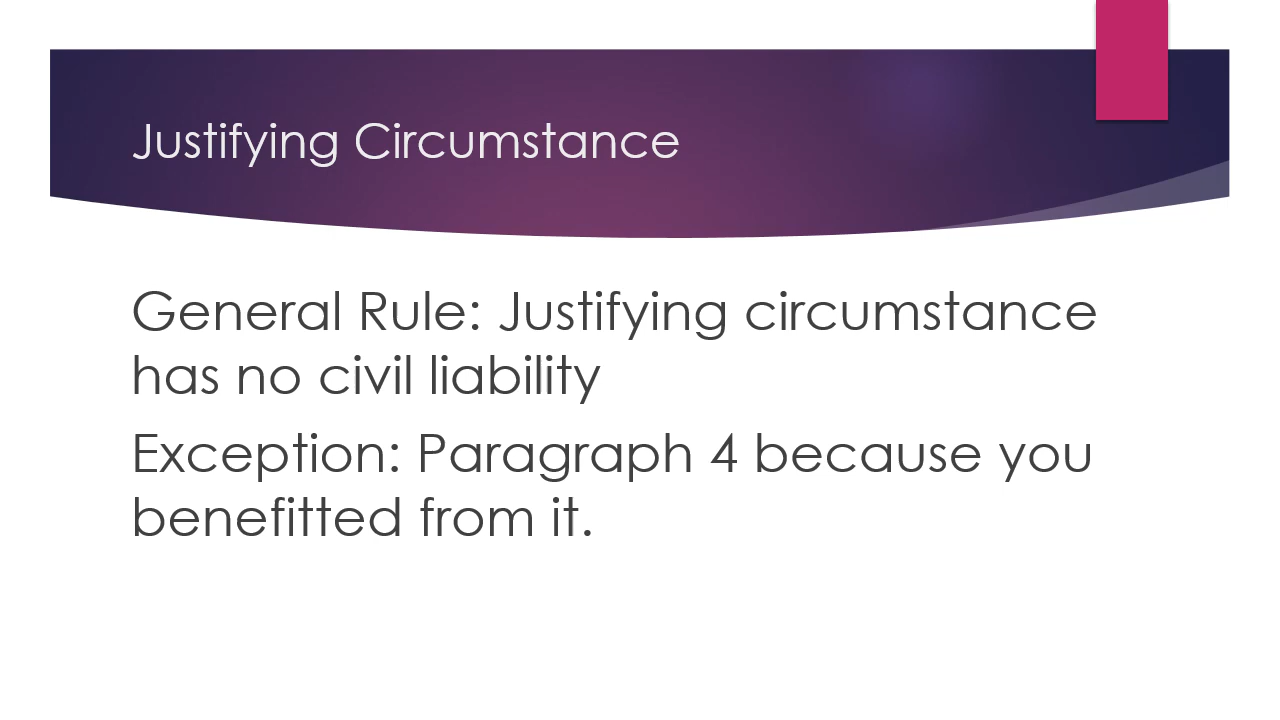 Justifying Circumstance
General Rule: Justifying circumstance
has no civil liability
Exception: Paragraph 4 because you
benefitted from it.